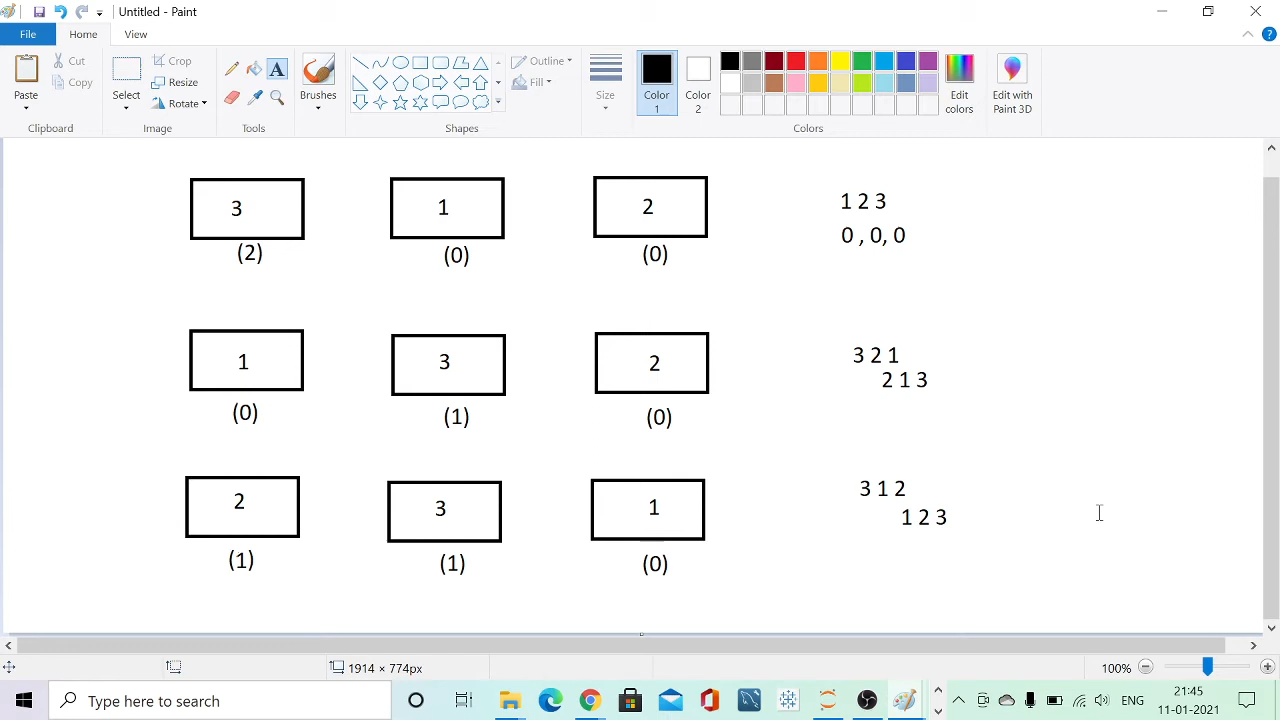 Untitled - Paint
File Home View
Paste
Cut
Copy
Clipboard
Select
Crop
Resi
Rotate
Image
Tools
Brushes
Shapes
Outline
Fill
Size
Color 1
Color 2
Colors
Edit colors
Edit with Paint 3D
3 1 2 1 2 3
(2) (0) (0) 0 , 0, 0
1 3 2 3 2 1
2 1 3
(0) (1) (0)
2 3 1 3 1 2
1 2 3
(1) (1) (0)
1914 × 774px 100%
Type here to search
ENG
21:45
11-01-2021